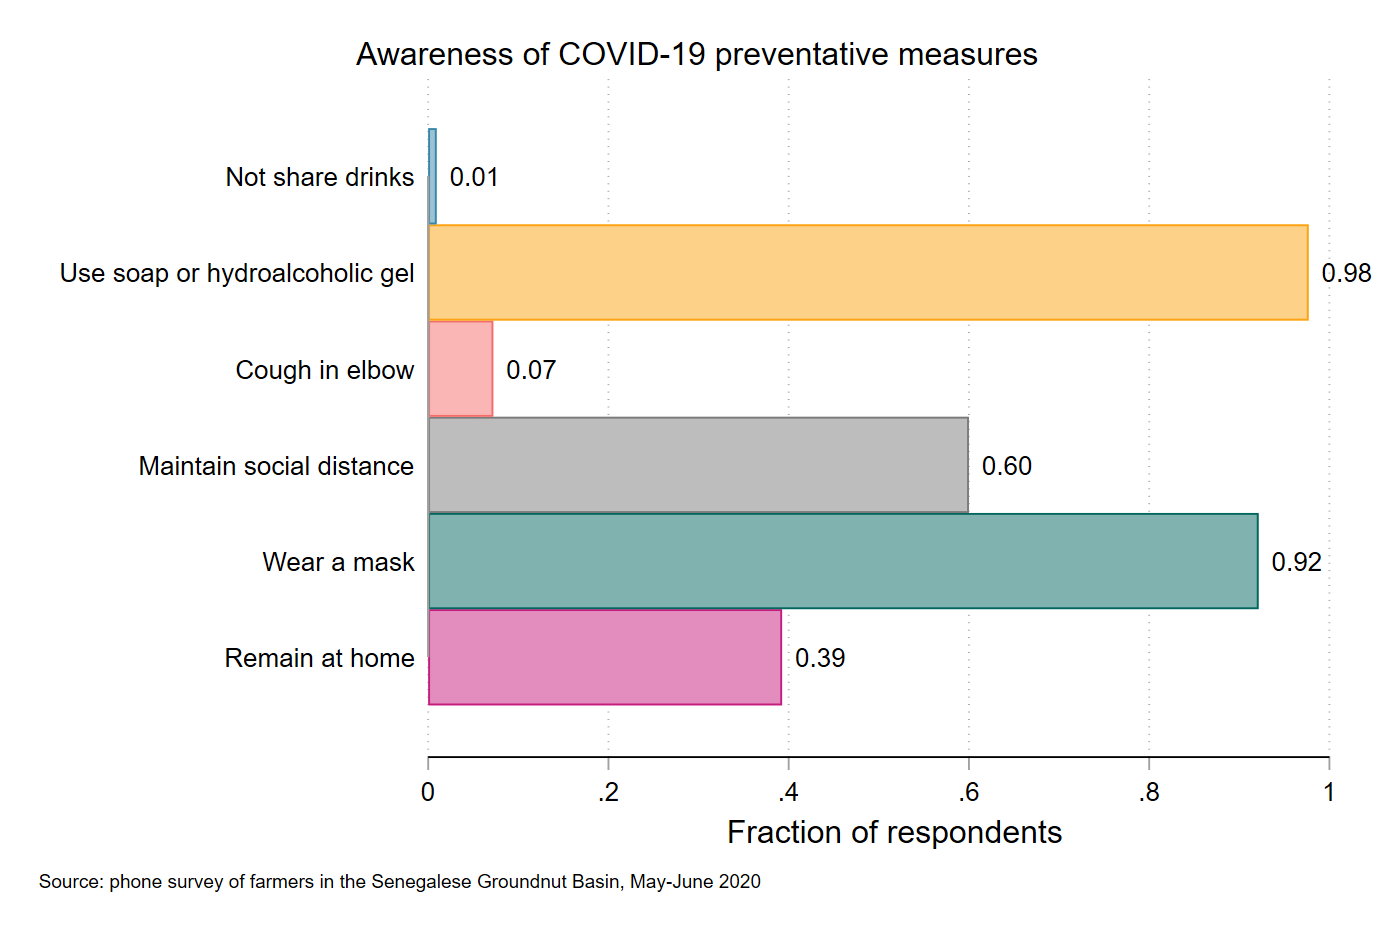 Awareness of COVID-19 preventative measures
Not share drinks 0.01
Use soap or hydroalcoholic gel 0.98
Cough in elbow 0.07
Maintain social distance 0.60
Wear a mask 0.92
Remain at home 0.39
0 .2 .4 .6 .8 1
Fraction of respondents
Source: phone survey of farmers in the Senegalese Groundnut Basin, May-June 2020